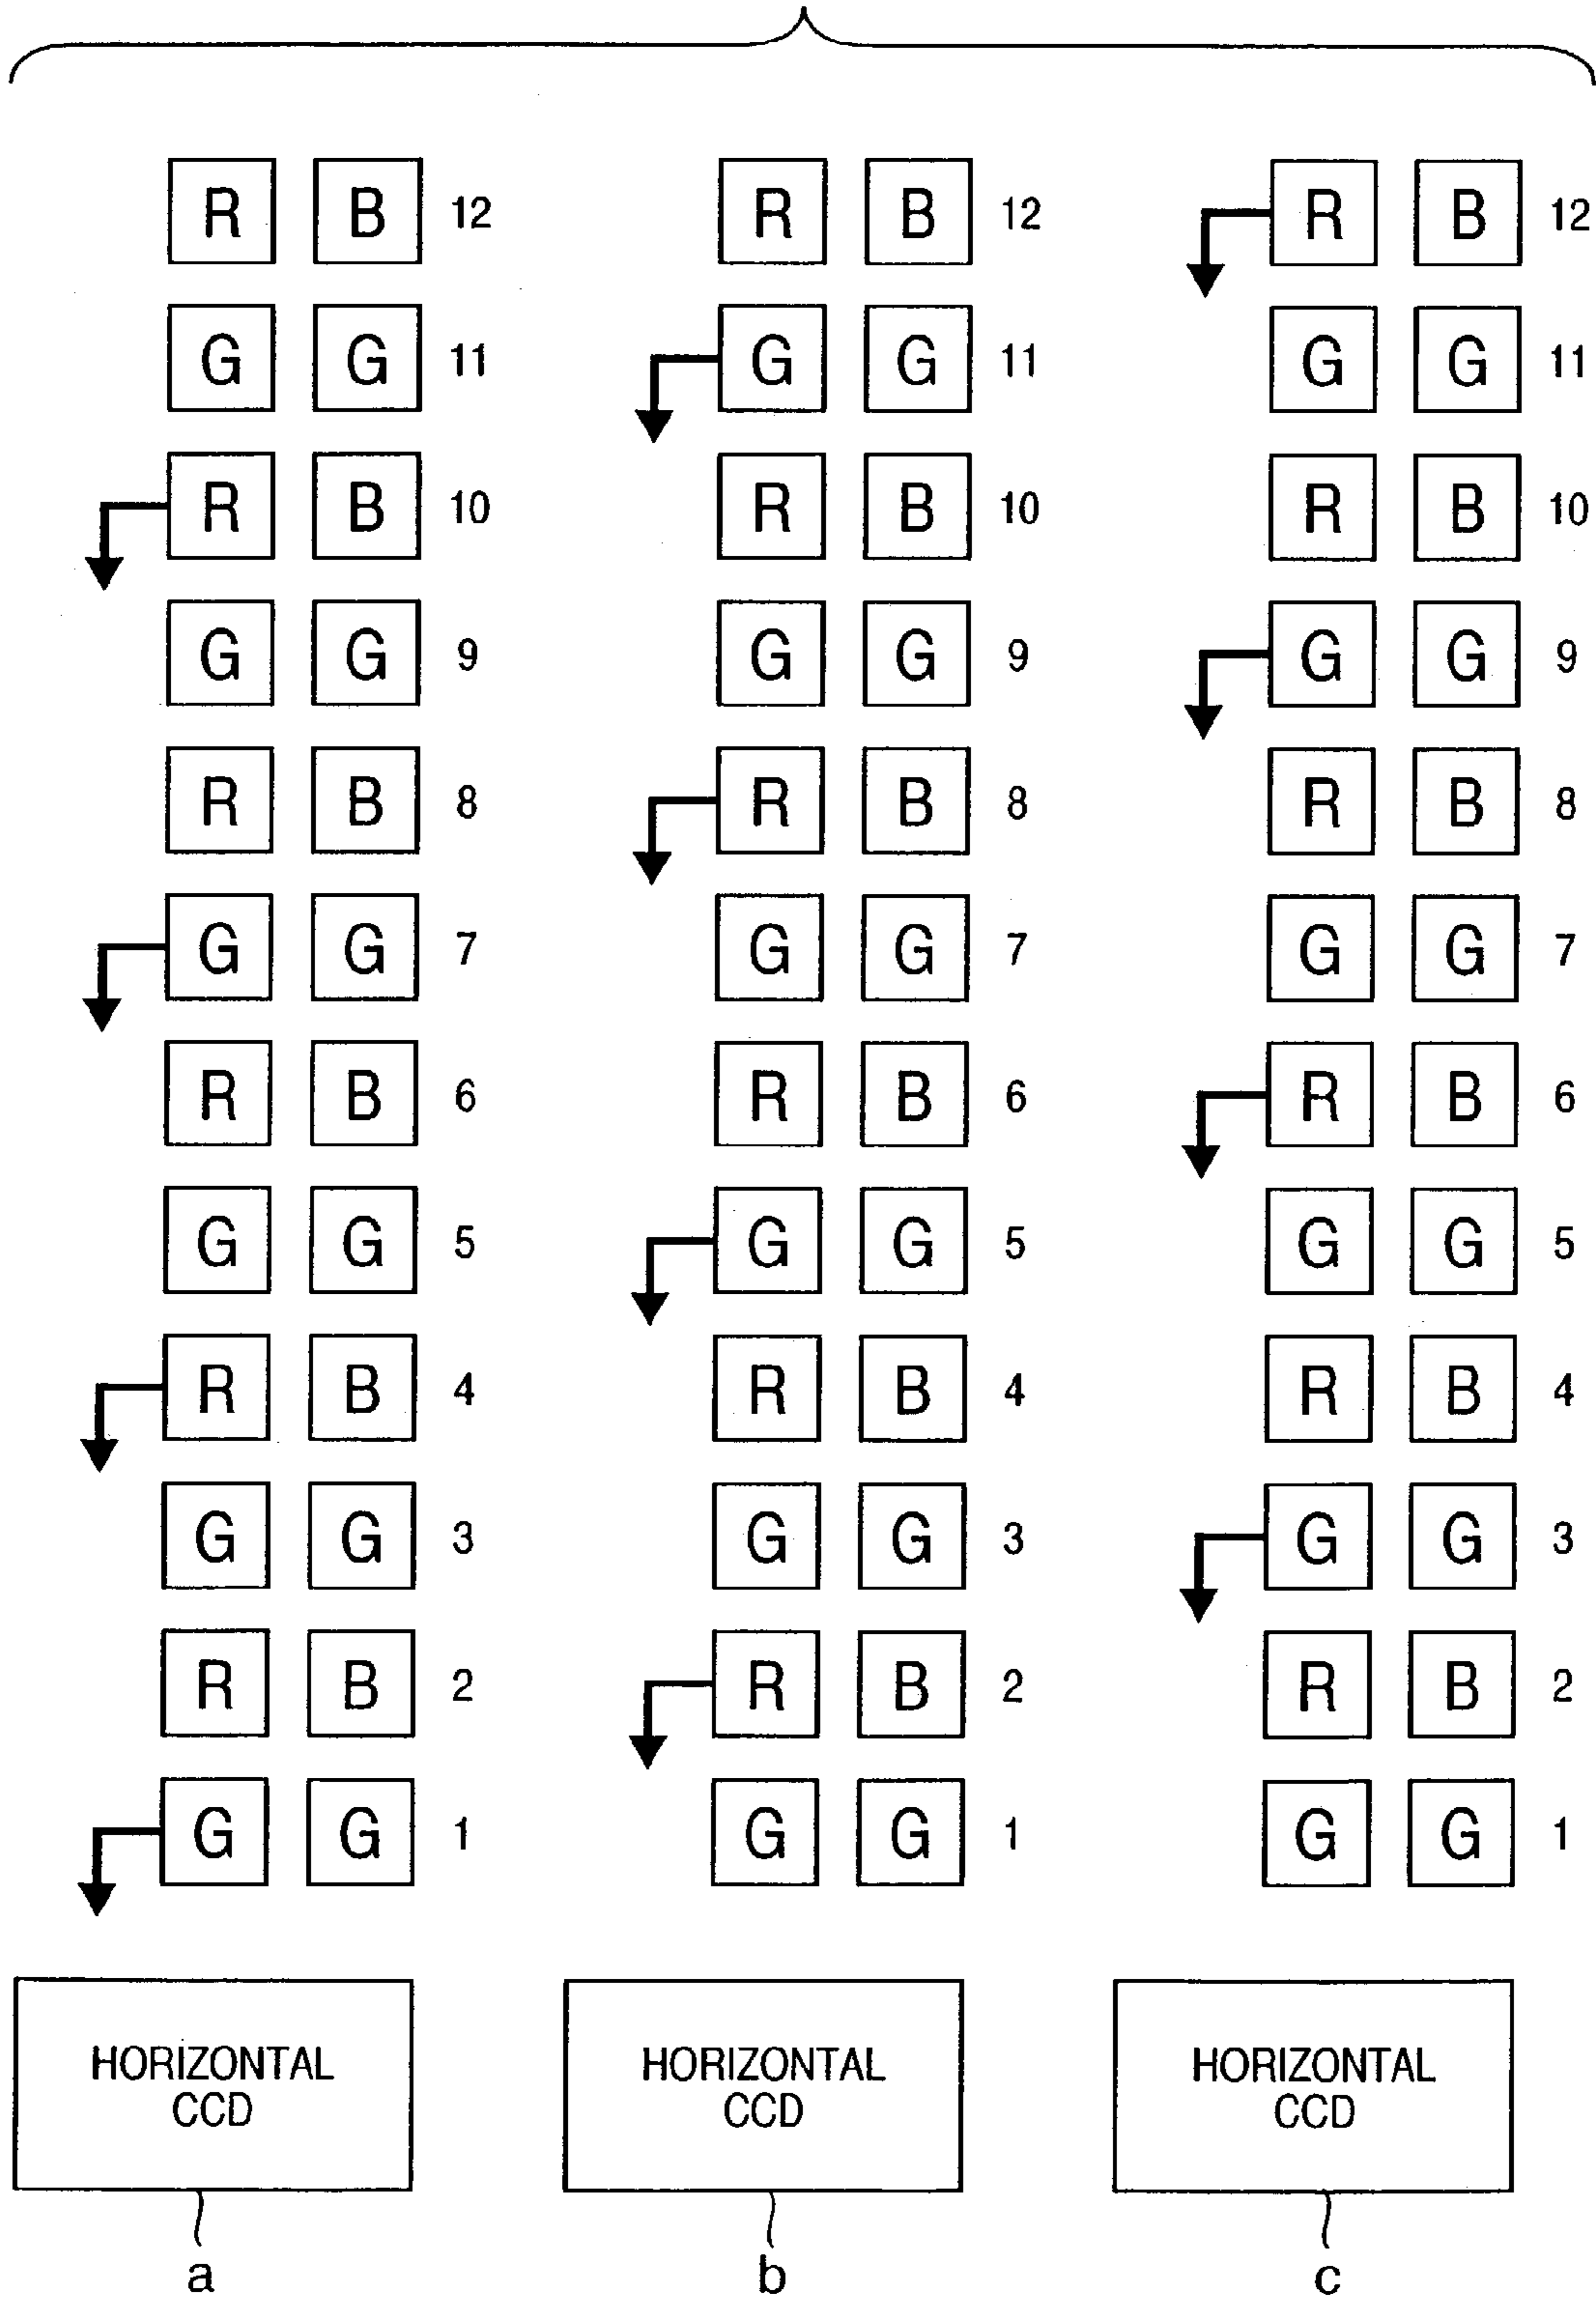 R B 12 R B 12 R B 12
G G 11 G G 11 G G 11
R B 10 R B 10 R B 10
G G 9 G G 9 G G 9
R B 8 R B 8 R B 8
G G 7 G G 7 G G 7
R B 6 R B 6 R B 6
G G 5 G G 5 G G 5
R B 4 R B 4 R B 4
G G 3 G G 3 G G 3
R B 2 R B 2 R B 2
G G 1 G G 1 G G 1
HORIZONTAL HORIZONTAL HORIZONTAL
CCD CCD CCD
a b c